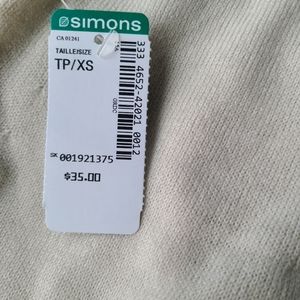 SIMONS
CA 01241
TAILLE/SIZE
TP/XS
333 4652-42021 0012
SK 001921375
$35.00